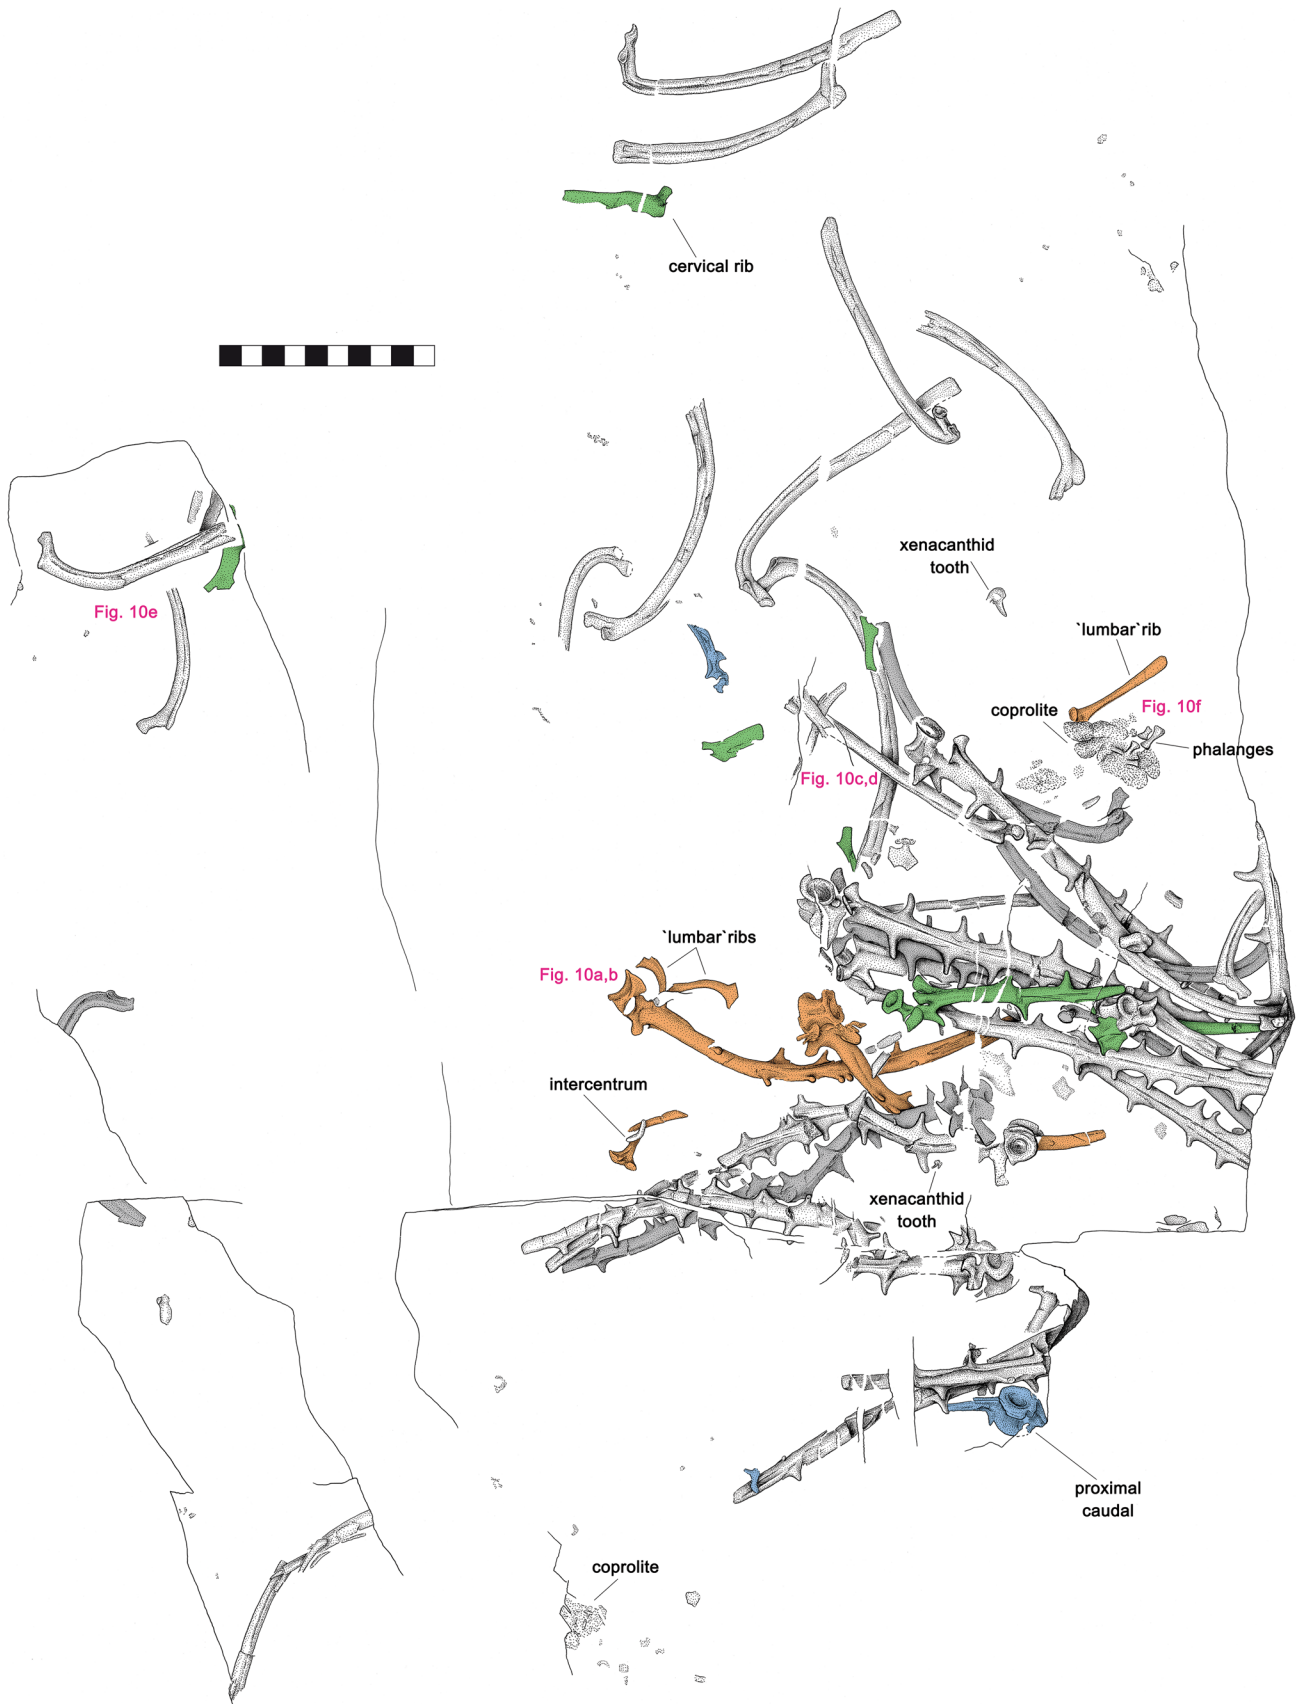 cervical rib
xenacanthid
tooth
`lumbar`rib
Fig. 10e
coprolite
Fig. 10f
phalanges
Fig. 10c,d
`lumbar`ribs
Fig. 10a,b
intercentrum
xenacanthid
tooth
proximal
caudal
coprolite